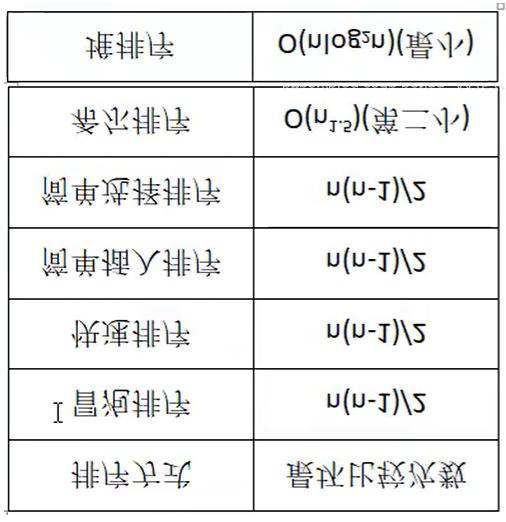 排序方式 最坏比较次数
冒泡排序 n(n-1)/2
快速排序 n(n-1)/2
简单插入排序 n(n-1)/2
简单选择排序 n(n-1)/2
希尔排序 O(n1.5)(第二小)
堆排序 O(nlog₂n)(最小)